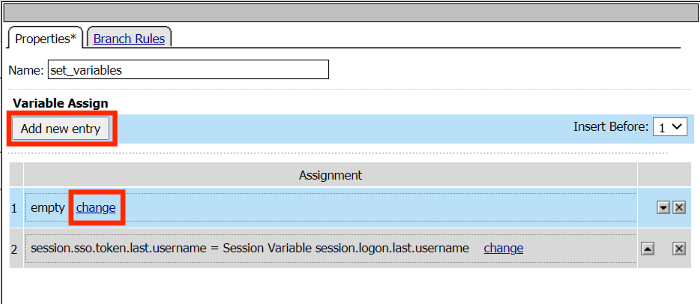 Properties* Branch Rules
Name: set_variables
Variable Assign
Add new entry Insert Before: 1
Assignment
1 empty change
2 session.sso.token.last.username = Session Variable session.logon.last.username change